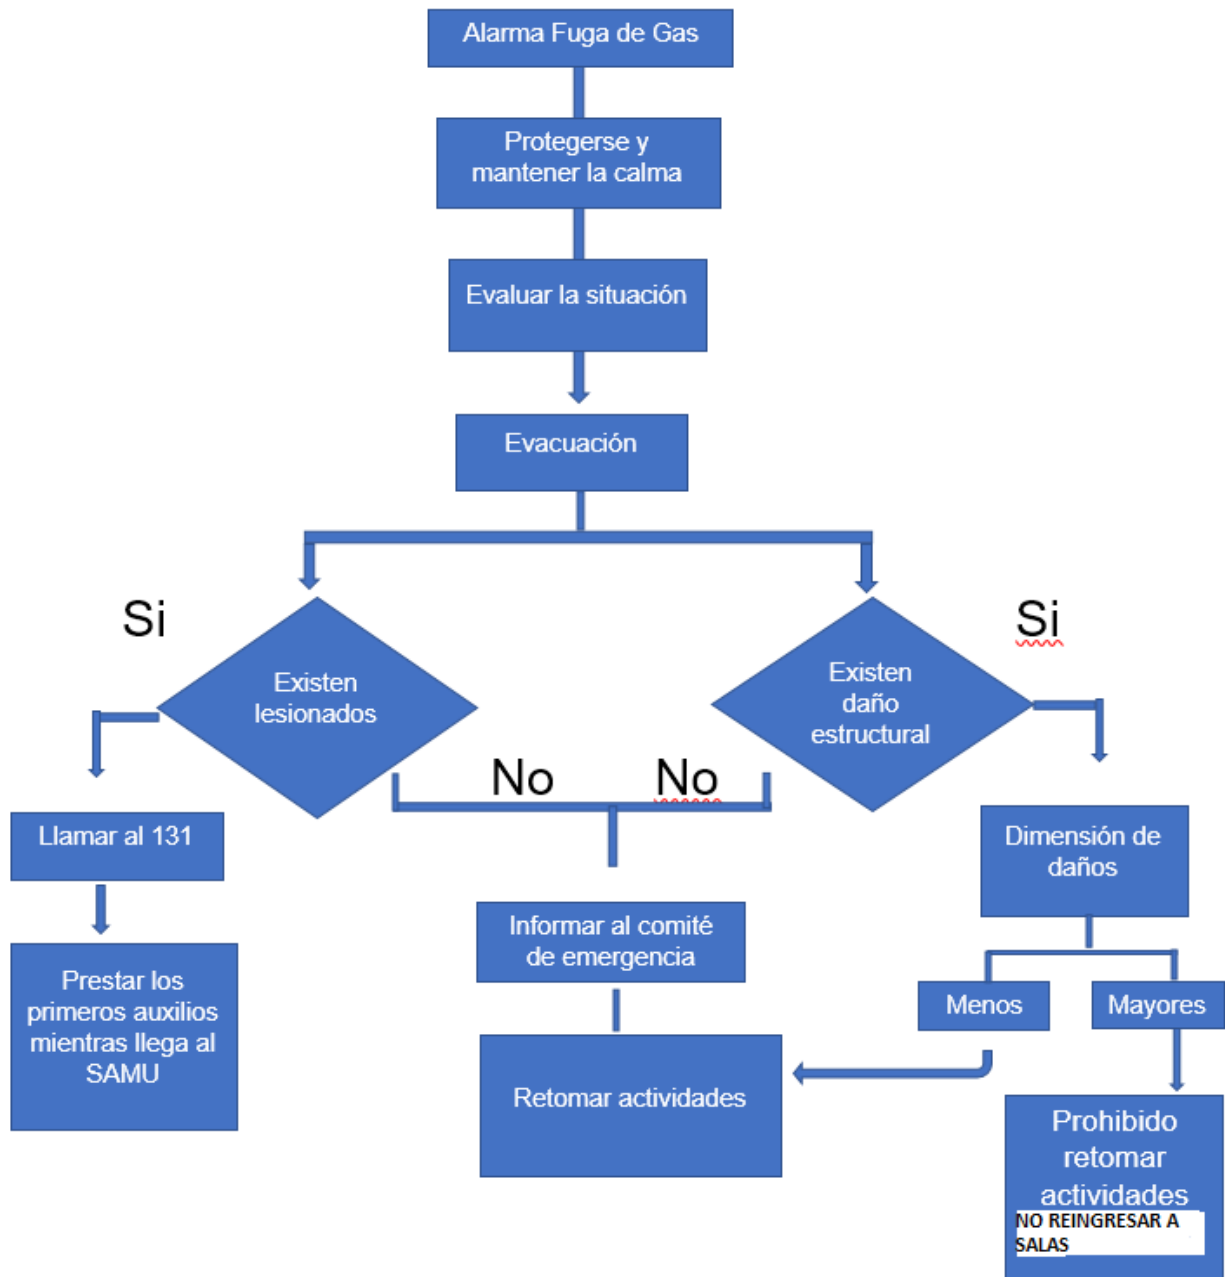 Alarma Fuga de Gas
Protegerse y
mantener la calma
Evaluar la situación
Evacuación
Si
Si
Existen
lesionados
Existen
daño
estructural
No
No
Llamar al 131
Dimensión de
daños
Prestar los
primeros auxilios
mientras llega al
SAMU
Informar al comité
de emergencia
Menos
Mayores
Retomar actividades
Prohibido
retomar
actividades
NO REINGRESAR A
SALAS